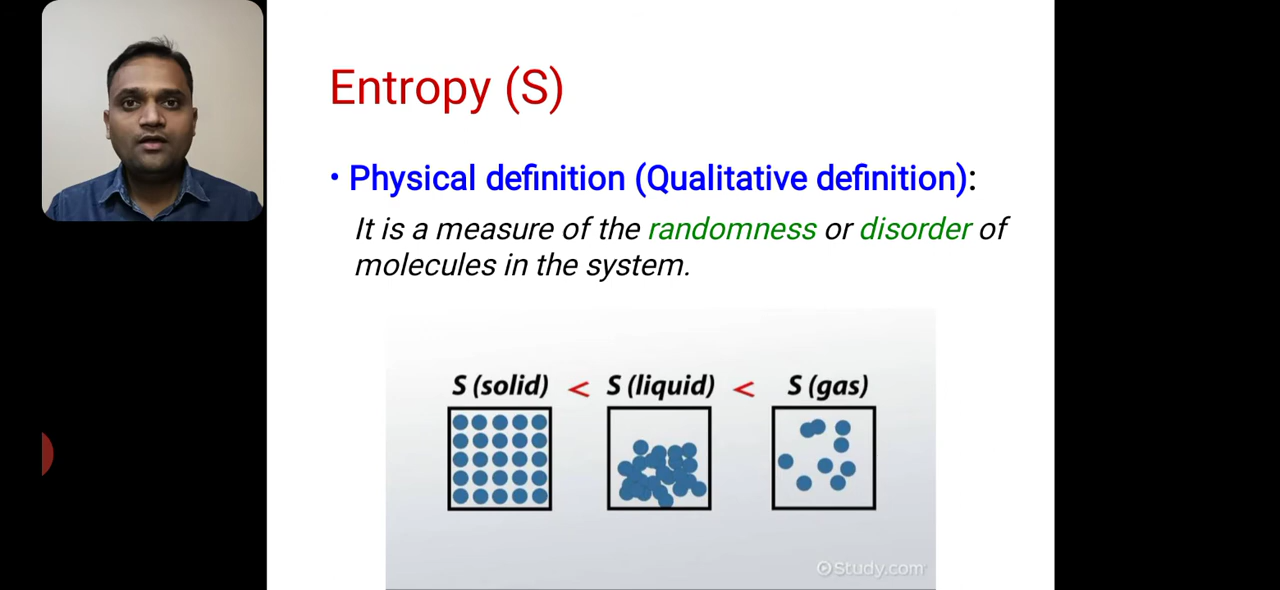 Entropy (S)
• Physical definition (Qualitative definition):
It is a measure of the randomness or disorder of
molecules in the system.
S (solid) < S (liquid) < S (gas)
Study.com